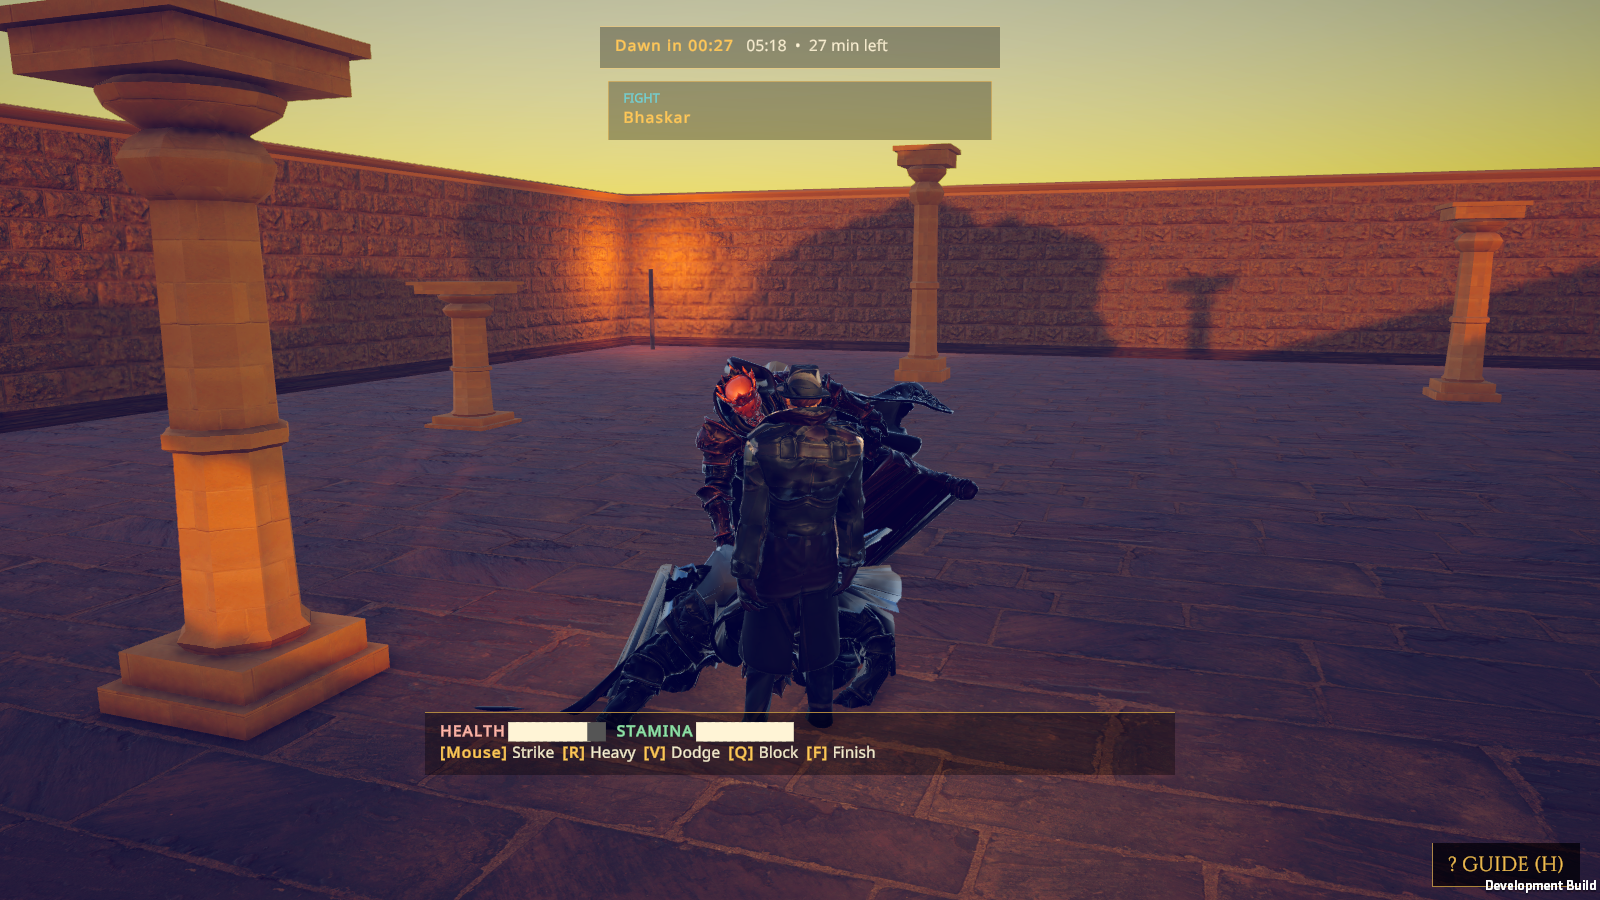 Dawn in 00:27 05:18 • 27 min left
FIGHT
Bhaskar
HEALTH STAMINA
[Mouse] Strike [R] Heavy [V] Dodge [Q] Block [F] Finish
? GUIDE (H)
Development Build